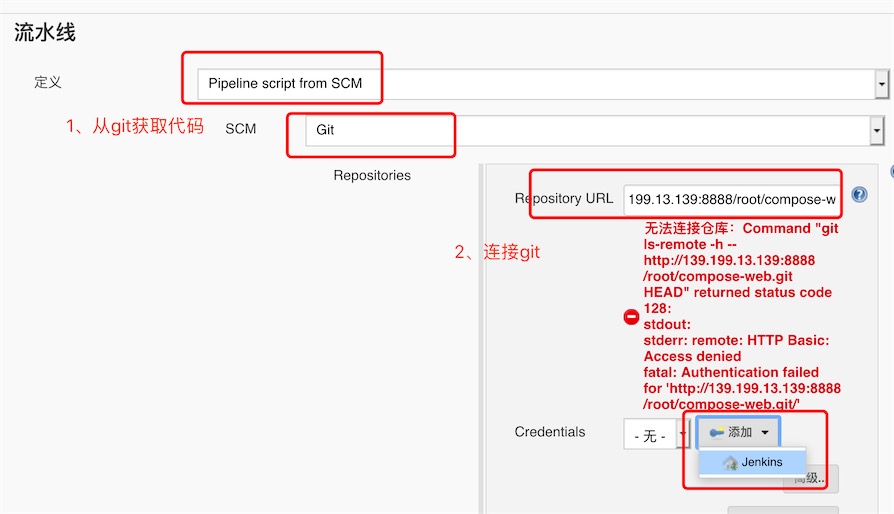 流水线
定义
Pipeline script from SCM
1、从git获取代码
SCM
Git
Repositories
Repository URL
199.13.139:8888/root/compose-w
2、连接git
无法连接仓库：Command "git
ls-remote -h --
http://139.199.13.139:8888
/root/compose-web.git
HEAD" returned status code
128:
stdout:
stderr: remote: HTTP Basic:
Access denied
fatal: Authentication failed
for 'http://139.199.13.139:8888
/root/compose-web.git/'
Credentials
- 无 -
添加
Jenkins
高级..